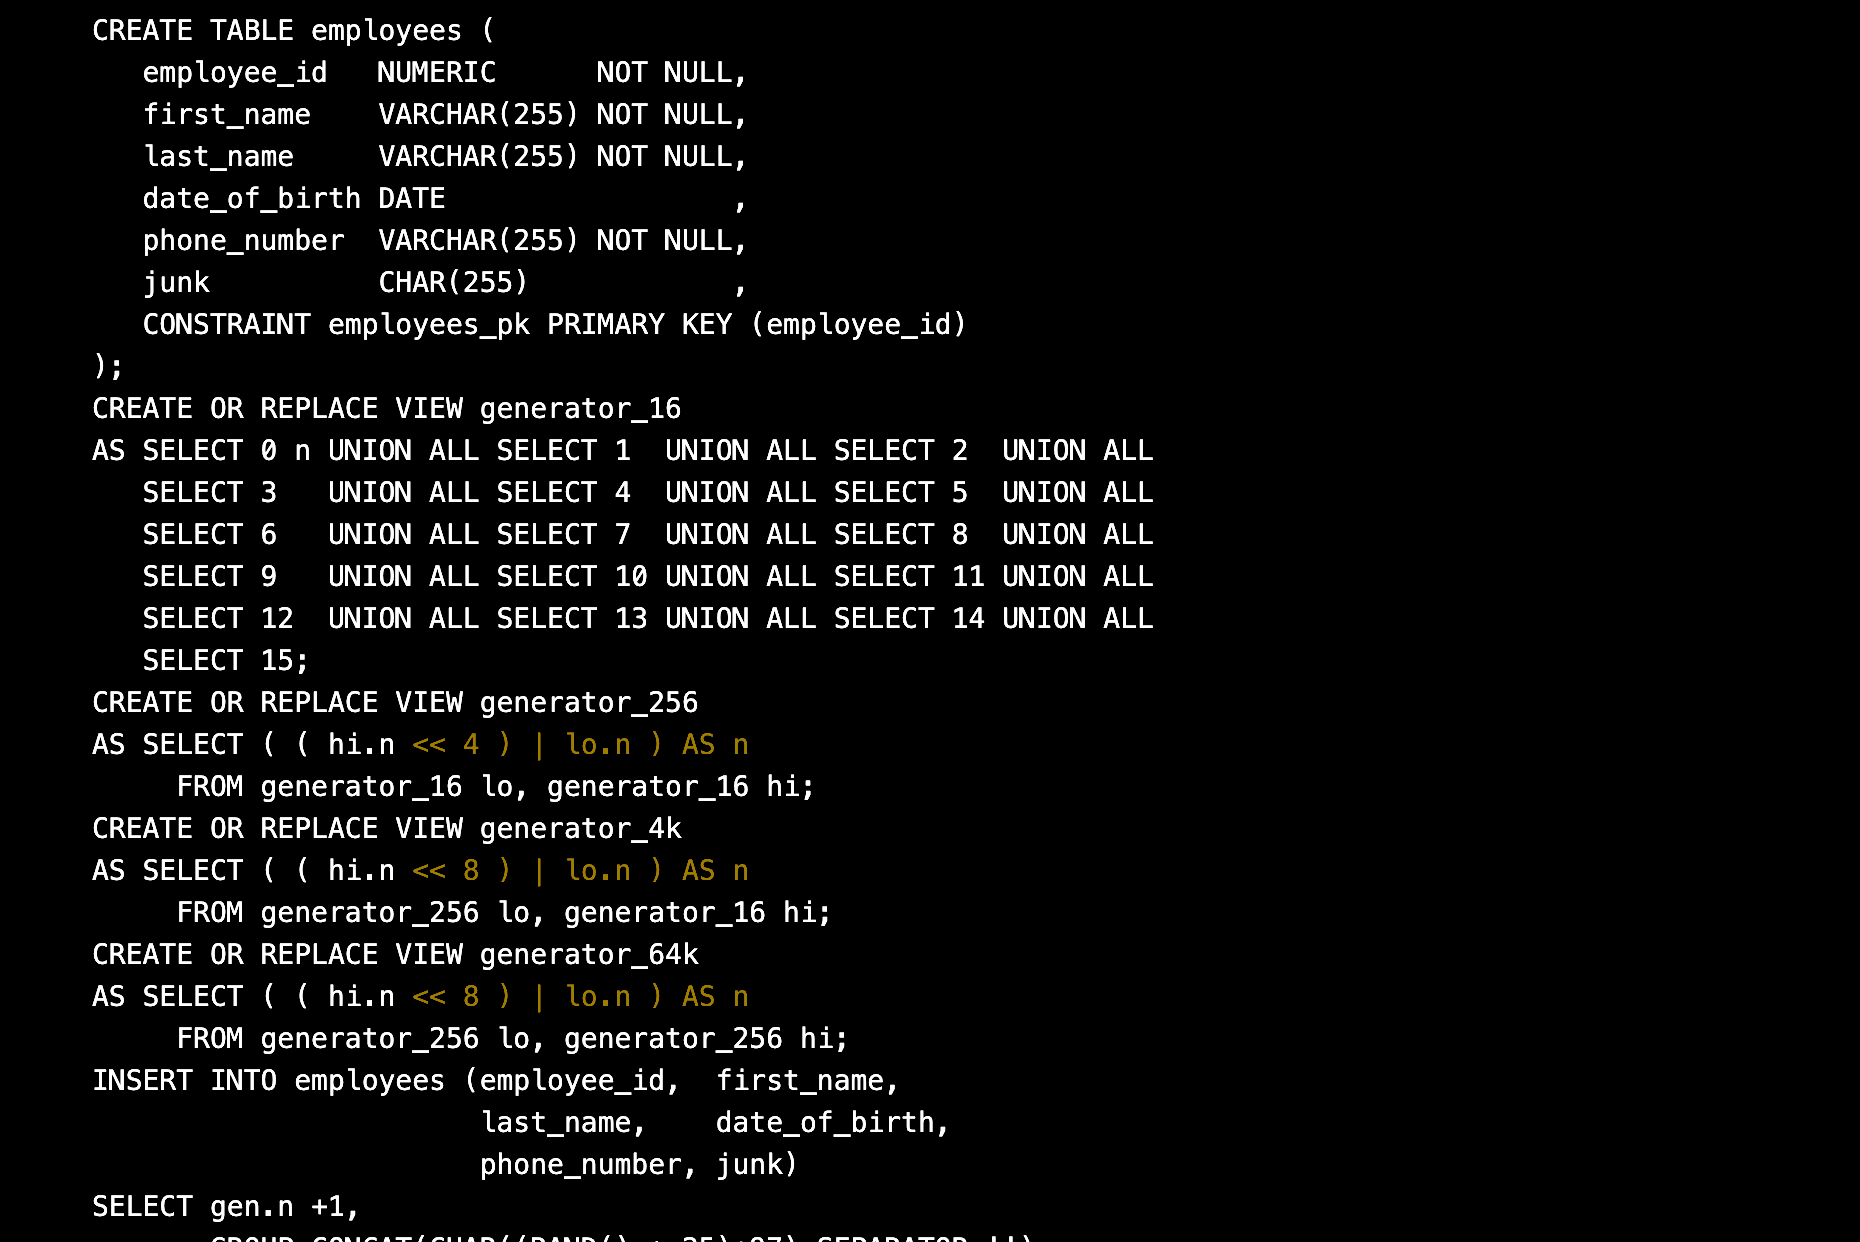 CREATE TABLE employees (
   employee_id   NUMERIC      NOT NULL,
   first_name    VARCHAR(255) NOT NULL,
   last_name     VARCHAR(255) NOT NULL,
   date_of_birth DATE                 ,
   phone_number  VARCHAR(255) NOT NULL,
   junk          CHAR(255)            ,
   CONSTRAINT employees_pk PRIMARY KEY (employee_id)
);
CREATE OR REPLACE VIEW generator_16
AS SELECT 0 n UNION ALL SELECT 1  UNION ALL SELECT 2  UNION ALL
   SELECT 3   UNION ALL SELECT 4  UNION ALL SELECT 5  UNION ALL
   SELECT 6   UNION ALL SELECT 7  UNION ALL SELECT 8  UNION ALL
   SELECT 9   UNION ALL SELECT 10 UNION ALL SELECT 11 UNION ALL
   SELECT 12  UNION ALL SELECT 13 UNION ALL SELECT 14 UNION ALL
   SELECT 15;
CREATE OR REPLACE VIEW generator_256
AS SELECT ( ( hi.n << 4 ) | lo.n ) AS n
     FROM generator_16 lo, generator_16 hi;
CREATE OR REPLACE VIEW generator_4k
AS SELECT ( ( hi.n << 8 ) | lo.n ) AS n
     FROM generator_256 lo, generator_16 hi;
CREATE OR REPLACE VIEW generator_64k
AS SELECT ( ( hi.n << 8 ) | lo.n ) AS n
     FROM generator_256 lo, generator_256 hi;
INSERT INTO employees (employee_id,  first_name,
                       last_name,    date_of_birth,
                       phone_number, junk)
SELECT gen.n +1,